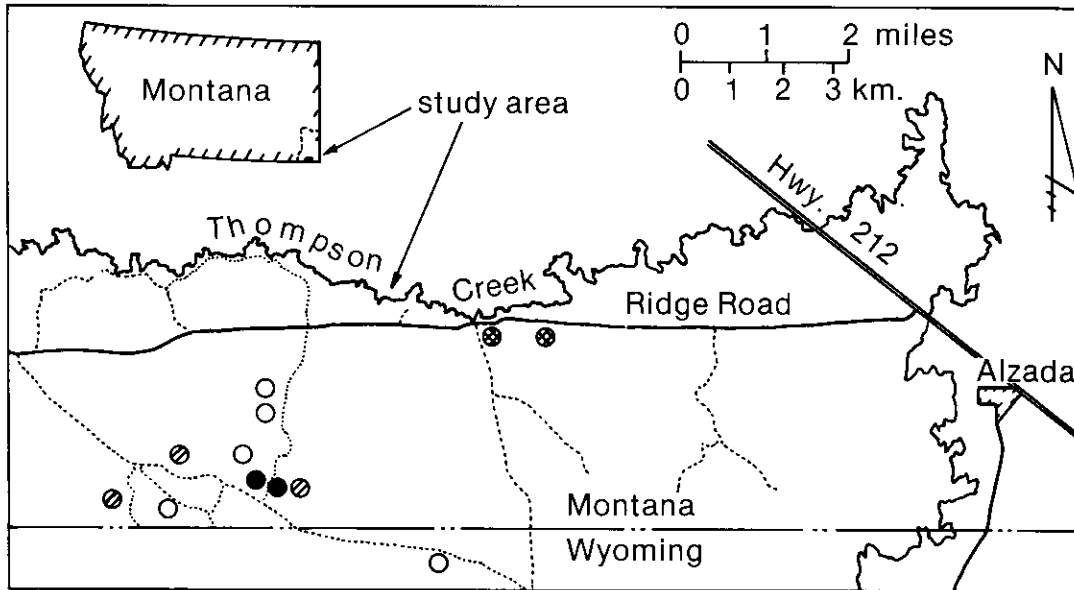 Montana
study area
0 1 2 miles
0 1 2 3 km.
N
Hwy. 212
Thompson Creek
Ridge Road
Alzada
Montana
Wyoming